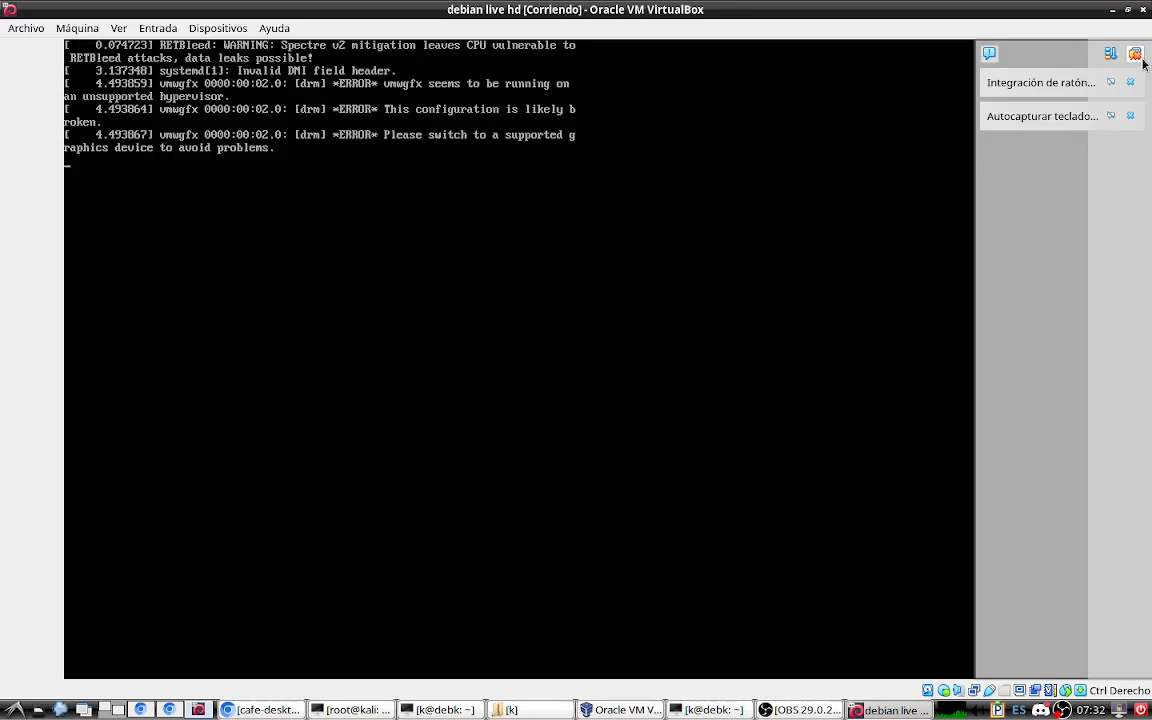 debian live hd [Corriendo] - Oracle VM VirtualBox
Archivo Máquina Ver Entrada Dispositivos Ayuda
[    0.074723] RETBleed: WARNING: Spectre v2 mitigation leaves CPU vulnerable to
 RETBleed attacks, data leaks possible!
[    3.137348] systemd[1]: Invalid DMI field header.
[    4.493859] vmwgfx 0000:00:02.0: [drm] *ERROR* vmwgfx seems to be running on
an unsupported hypervisor.
[    4.493864] vmwgfx 0000:00:02.0: [drm] *ERROR* This configuration is likely b
roken.
[    4.493867] vmwgfx 0000:00:02.0: [drm] *ERROR* Please switch to a supported g
raphics device to avoid problems.
Integración de ratón...
Autocapturar teclado...
Ctrl Derecho
[cafe-deskt... [root@kali: ... [k@debk: ~] [k] Oracle VM V... [k@debk: ~] [OBS 29.0.2... debian live ... ES 07:32